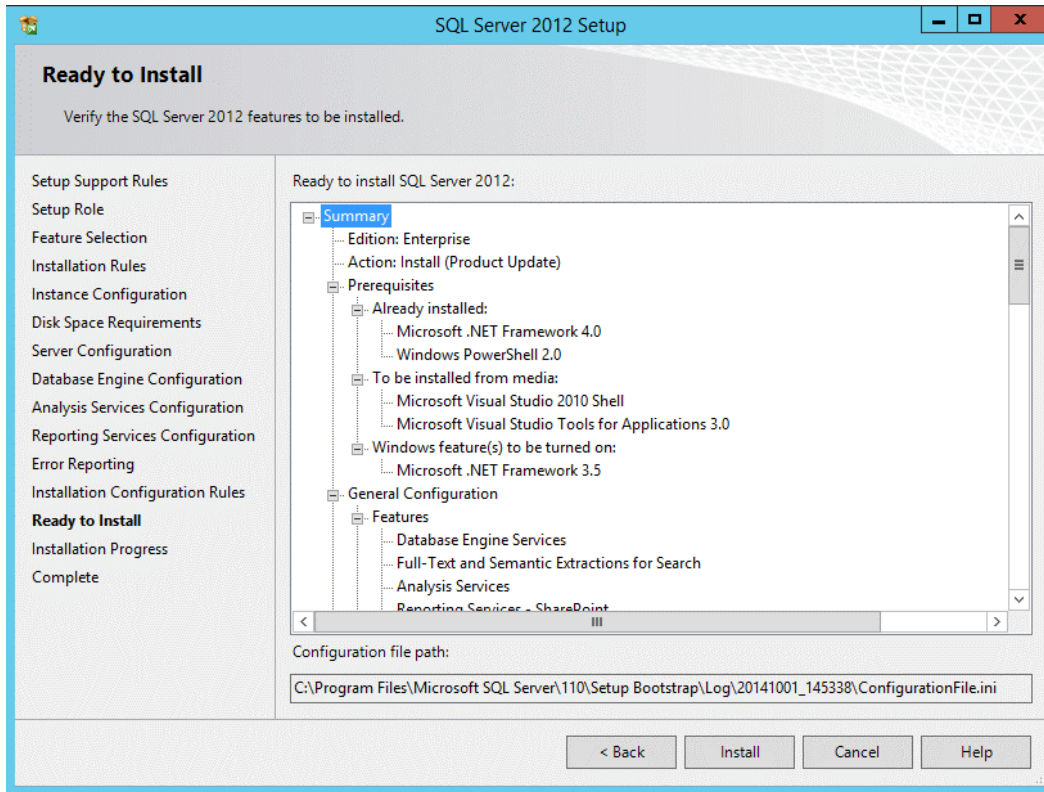 SQL Server 2012 Setup
Ready to Install
Verify the SQL Server 2012 features to be installed.
Setup Support Rules
Setup Role
Feature Selection
Installation Rules
Instance Configuration
Disk Space Requirements
Server Configuration
Database Engine Configuration
Analysis Services Configuration
Reporting Services Configuration
Error Reporting
Installation Configuration Rules
Ready to Install
Installation Progress
Complete
Ready to install SQL Server 2012:
Summary
Edition: Enterprise
Action: Install (Product Update)
Prerequisites
Already installed:
Microsoft .NET Framework 4.0
Windows PowerShell 2.0
To be installed from media:
Microsoft Visual Studio 2010 Shell
Microsoft Visual Studio Tools for Applications 3.0
Windows feature(s) to be turned on:
Microsoft .NET Framework 3.5
General Configuration
Features
Database Engine Services
Full-Text and Semantic Extractions for Search
Analysis Services
Reporting Services - SharePoint
Configuration file path:
C:\Program Files\Microsoft SQL Server\110\Setup Bootstrap\Log\20141001_145338\ConfigurationFile.ini
< Back
Install
Cancel
Help